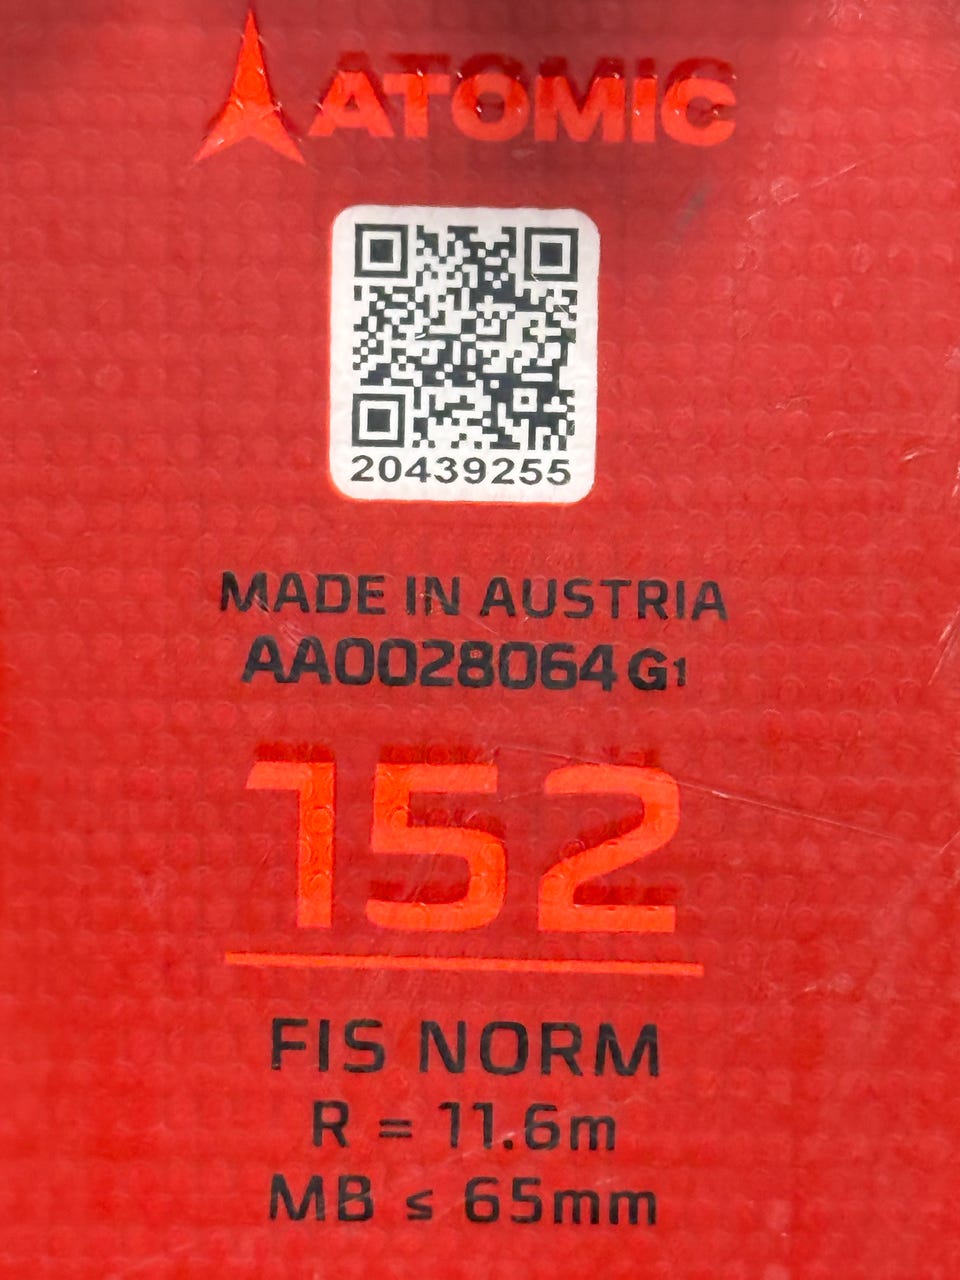 ATOMIC
20439255
MADE IN AUSTRIA
AA0028064 G1
152
FIS NORM
R = 11.6m
MB ≤ 65mm